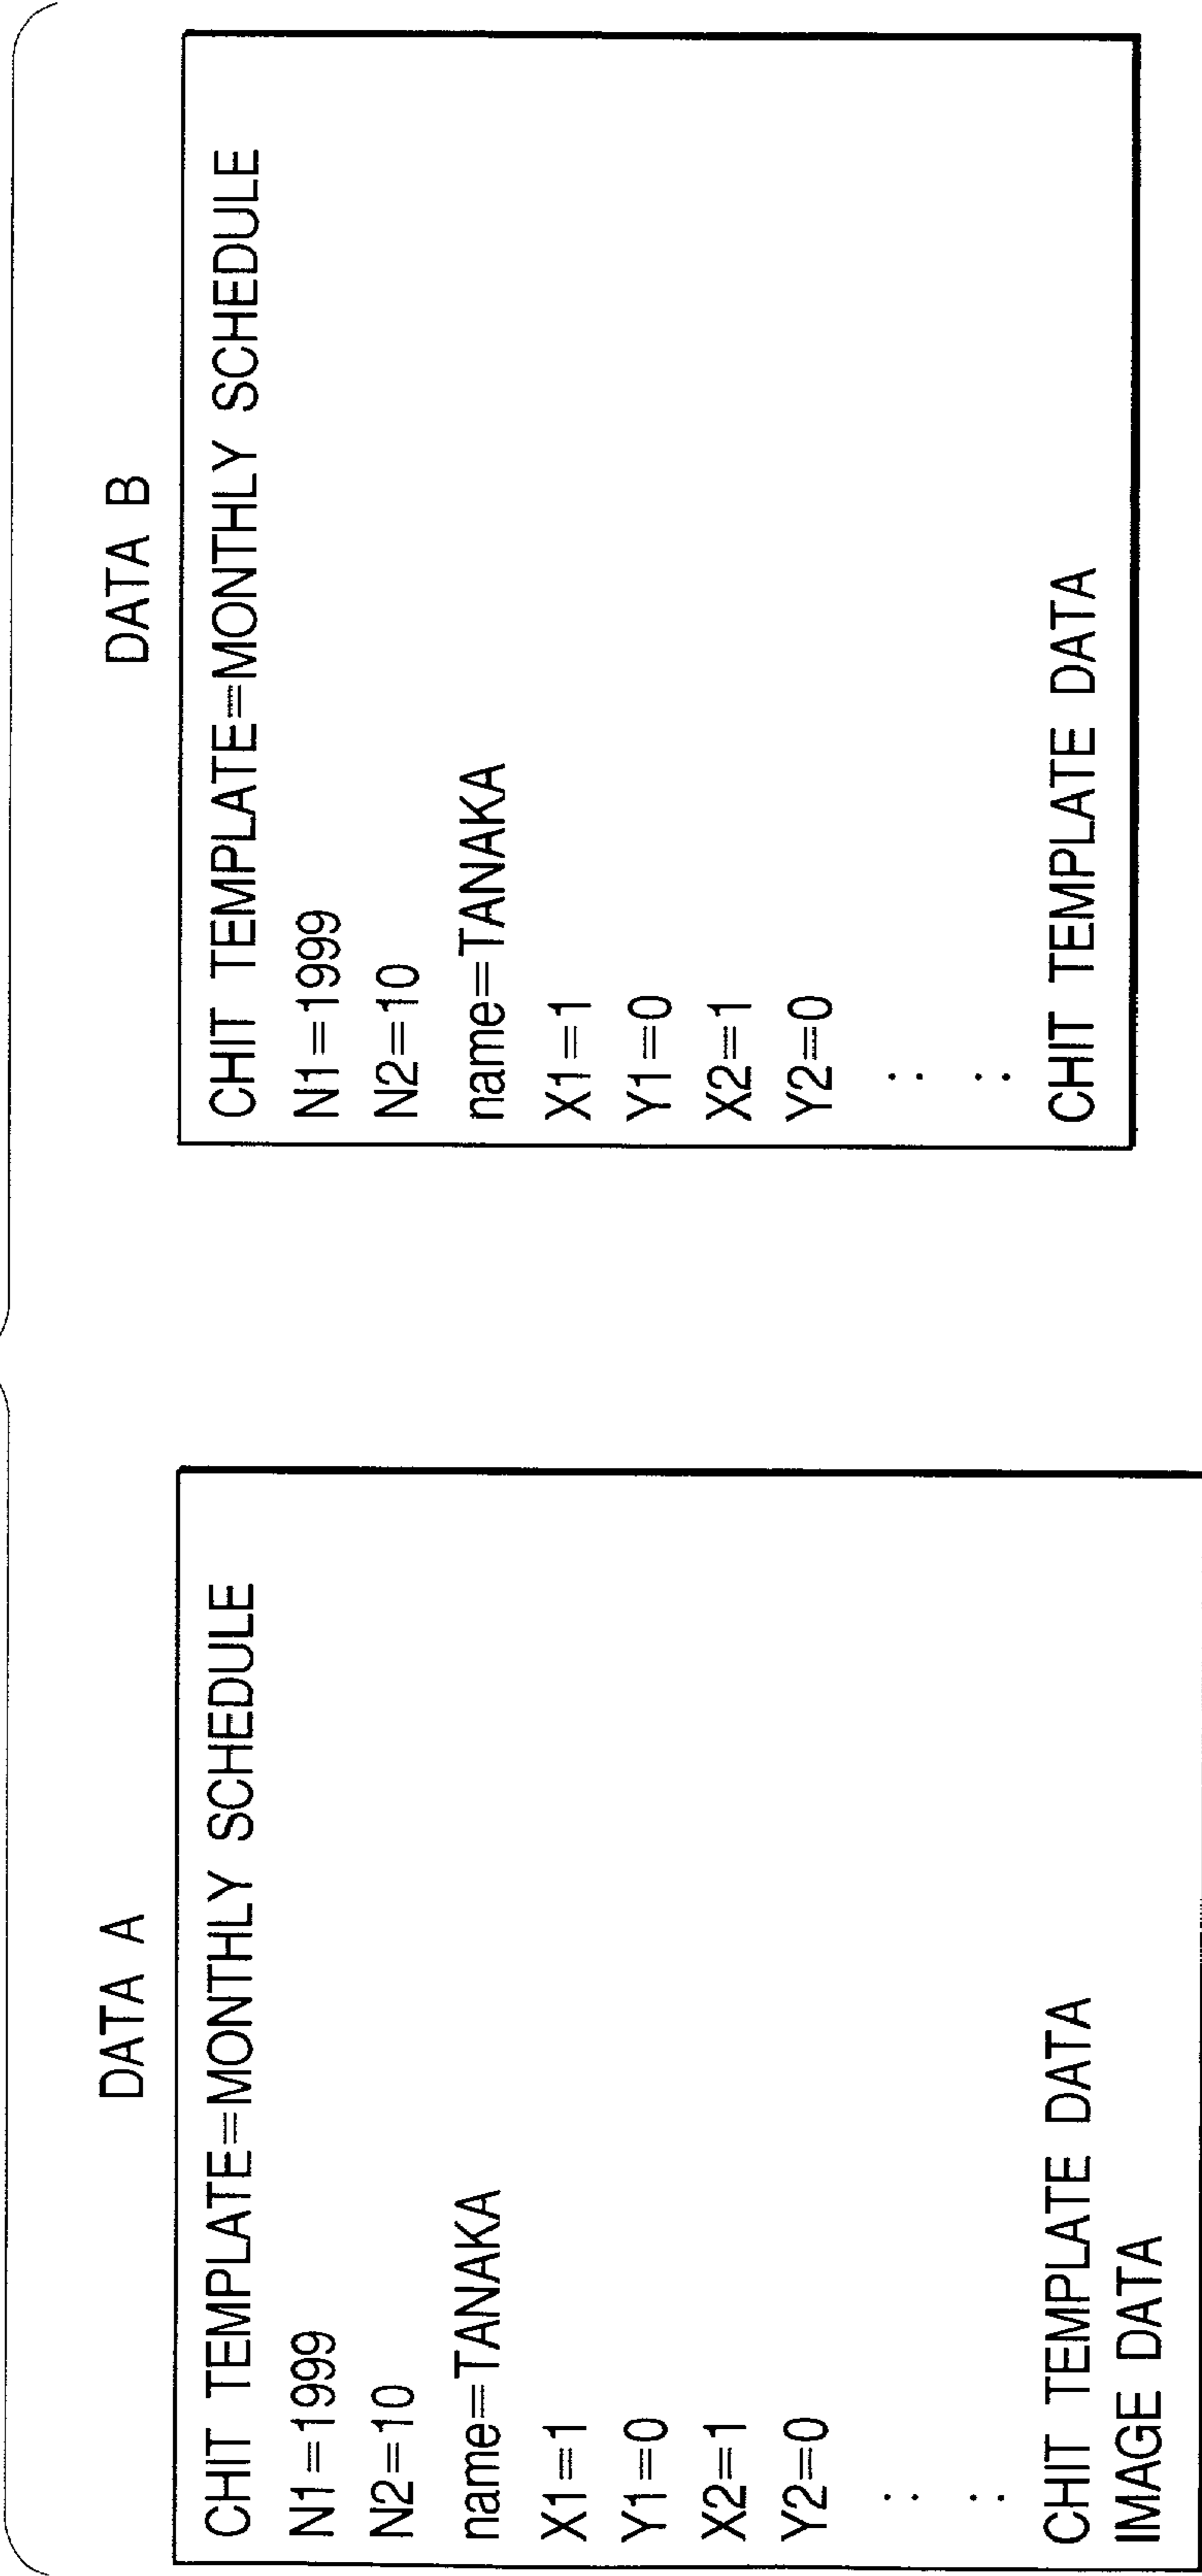 DATA A
CHIT TEMPLATE=MONTHLY SCHEDULE
N1=1999
N2=10
name=TANAKA
X1=1
Y1=0
X2=1
Y2=0
: :
CHIT TEMPLATE DATA
IMAGE DATA
DATA B
CHIT TEMPLATE=MONTHLY SCHEDULE
N1=1999
N2=10
name=TANAKA
X1=1
Y1=0
X2=1
Y2=0
: :
CHIT TEMPLATE DATA